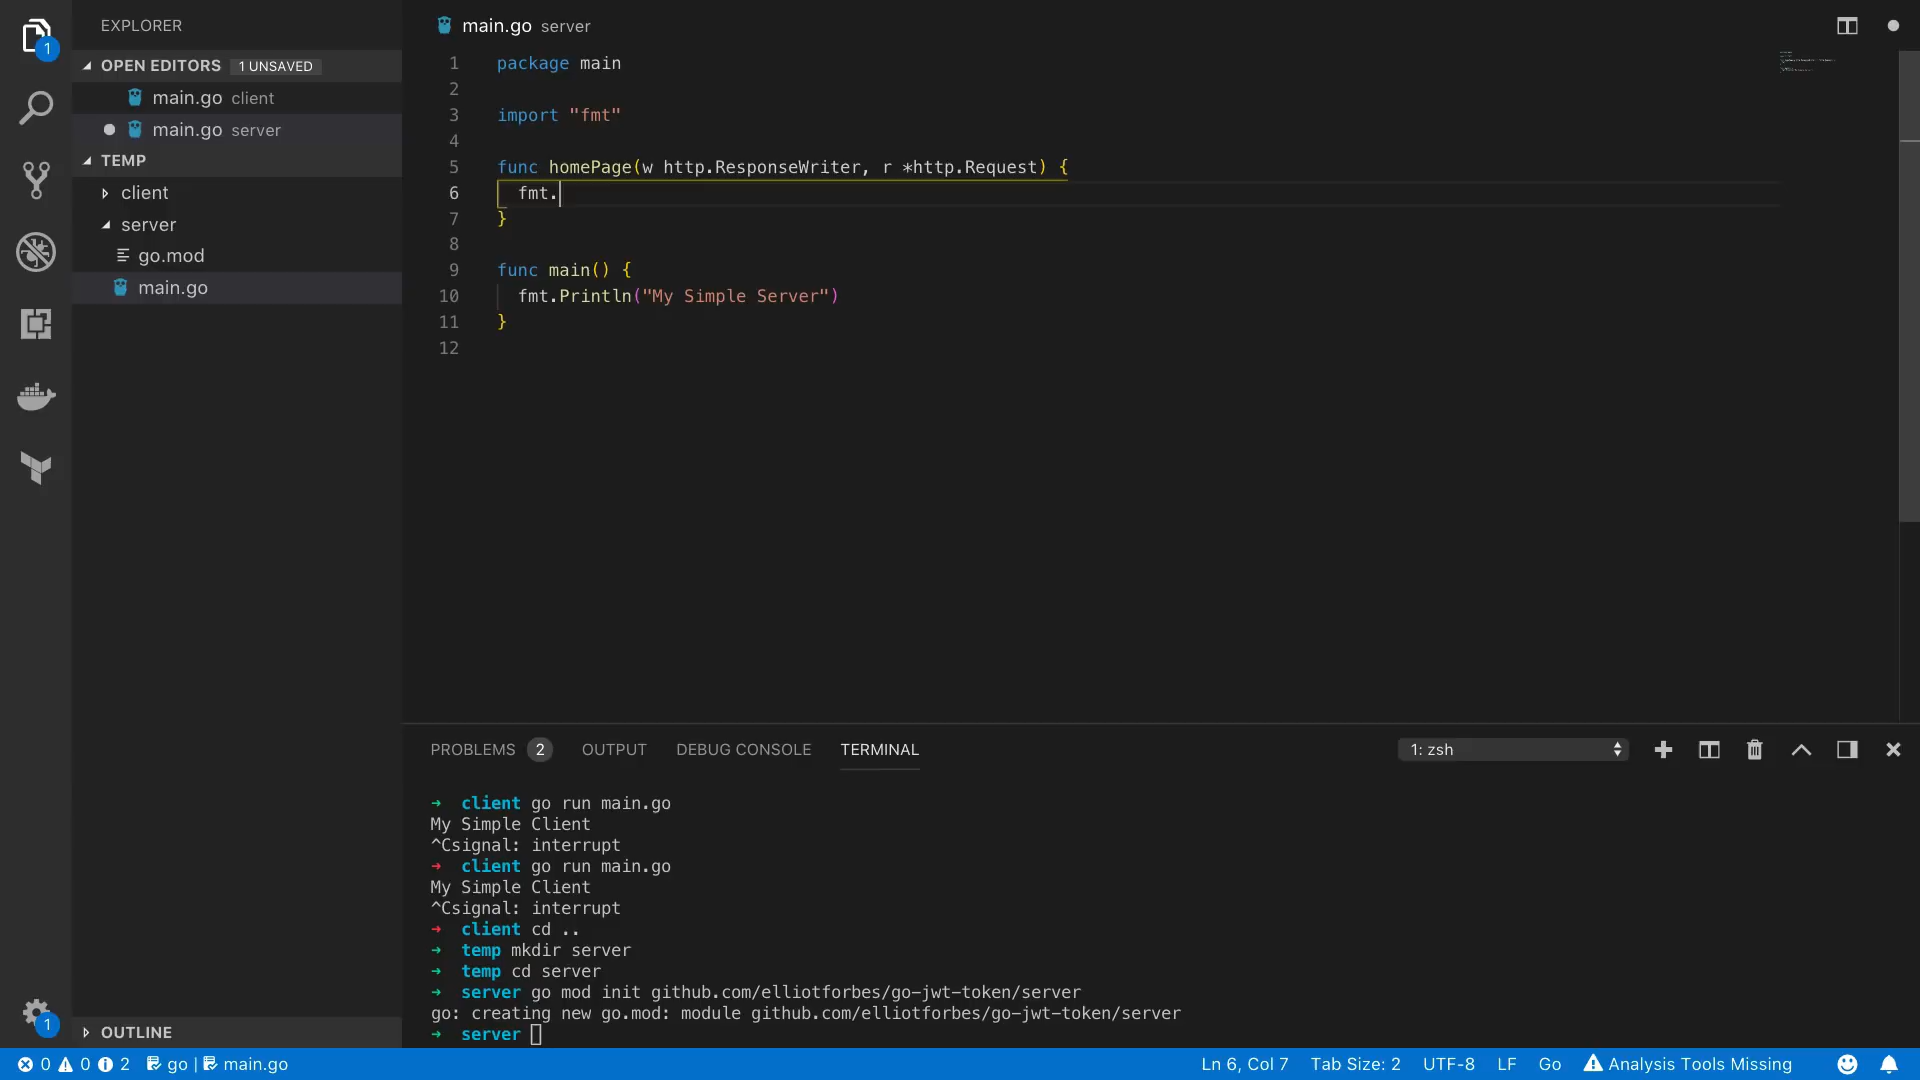 1
EXPLORER
OPEN EDITORS 1 UNSAVED
main.go client
main.go server
TEMP
client
server
go.mod
main.go
OUTLINE
1
main.go server
1 package main
2
3 import "fmt"
4
5 func homePage(w http.ResponseWriter, r *http.Request) {
6 fmt.
7 }
8
9 func main() {
10 fmt.Println("My Simple Server")
11 }
12
PROBLEMS 2 OUTPUT DEBUG CONSOLE TERMINAL 1: zsh
→ client go run main.go
My Simple Client
^Csignal: interrupt
→ client go run main.go
My Simple Client
^Csignal: interrupt
→ client cd ..
→ temp mkdir server
→ temp cd server
→ server go mod init github.com/elliotforbes/go-jwt-token/server
go: creating new go.mod: module github.com/elliotforbes/go-jwt-token/server
→ server
0 0 2 go | main.go Ln 6, Col 7 Tab Size: 2 UTF-8 LF Go Analysis Tools Missing